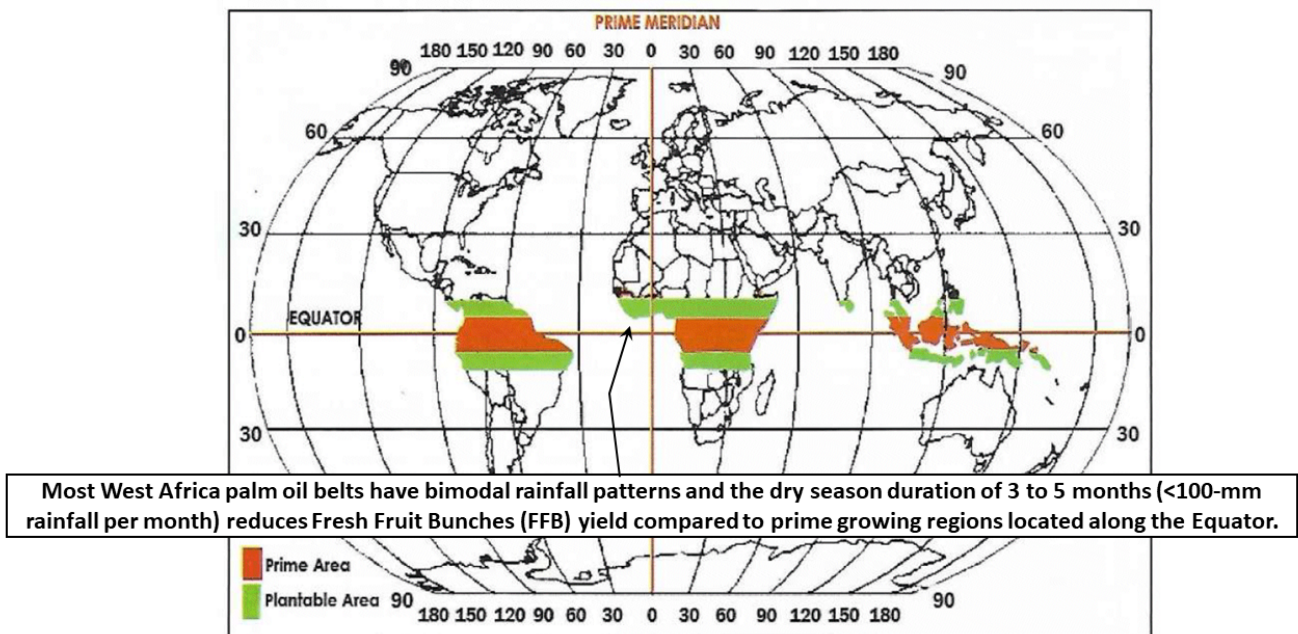 PRIME MERIDIAN
180 150 120 90 60 30 0 30 60 90 120 150 180
90 90
60 60
30 30
EQUATOR
0 0
30 30
Most West Africa palm oil belts have bimodal rainfall patterns and the dry season duration of 3 to 5 months (<100-mm
rainfall per month) reduces Fresh Fruit Bunches (FFB) yield compared to prime growing regions located along the Equator.
Prime Area
Plantable Area 90 90
180 150 120 90 60 30 0 30 60 90 120 150 180